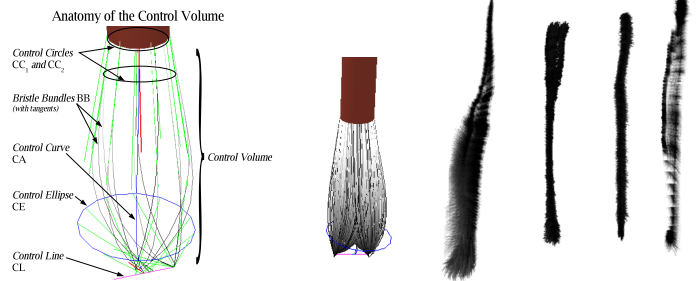 Anatomy of the Control Volume
Control Circles
CC1 and CC2
Bristle Bundles BB
(with tangents)
Control Curve
CA
Control Volume
Control Ellipse
CE
Control Line
CL